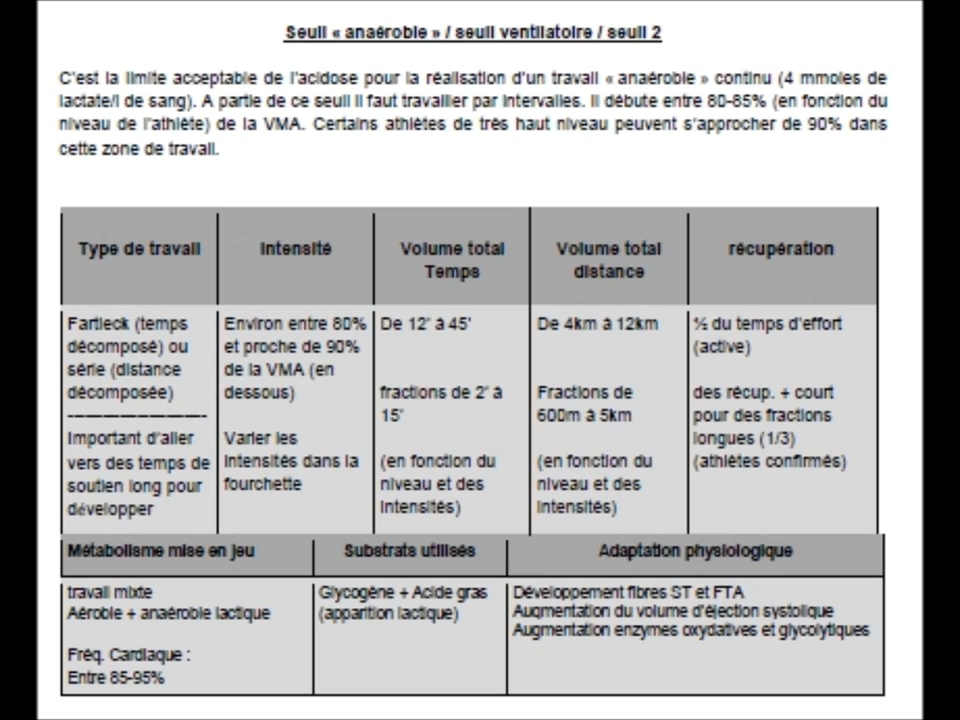 Seuil « anaérobie » / seuil ventilatoire / seuil 2
C'est la limite acceptable de l'acidose pour la réalisation d'un travail « anaérobie » continu (4 mmoles de
lactate/l de sang). A partie de ce seuil il faut travailler par intervalles. Il débute entre 80-85% (en fonction du
niveau de l'athlète) de la VMA. Certains athlètes de très haut niveau peuvent s'approcher de 90% dans
cette zone de travail.
Type de travail
Intensité
Volume total
Temps
Volume total
distance
récupération
Fartleck (temps
décomposé) ou
série (distance
décomposée)
------------------------
Important d'aller
vers des temps de
soutien long pour
développer
Environ entre 80%
et proche de 90%
de la VMA (en
dessous)
Varier les
intensités dans la
fourchette
De 12' à 45'
fractions de 2' à
15'
(en fonction du
niveau et des
intensités)
De 4km à 12km
Fractions de
600m à 5km
(en fonction du
niveau et des
intensités)
½ du temps d'effort
(active)
des récup. + court
pour des fractions
longues (1/3)
(athlètes confirmés)
Métabolisme mise en jeu
Substrats utilisés
Adaptation physiologique
travail mixte
Aérobie + anaérobie lactique
Fréq. Cardiaque :
Entre 85-95%
Glycogène + Acide gras
(apparition lactique)
Développement fibres ST et FTA
Augmentation du volume d'éjection systolique
Augmentation enzymes oxydatives et glycolytiques